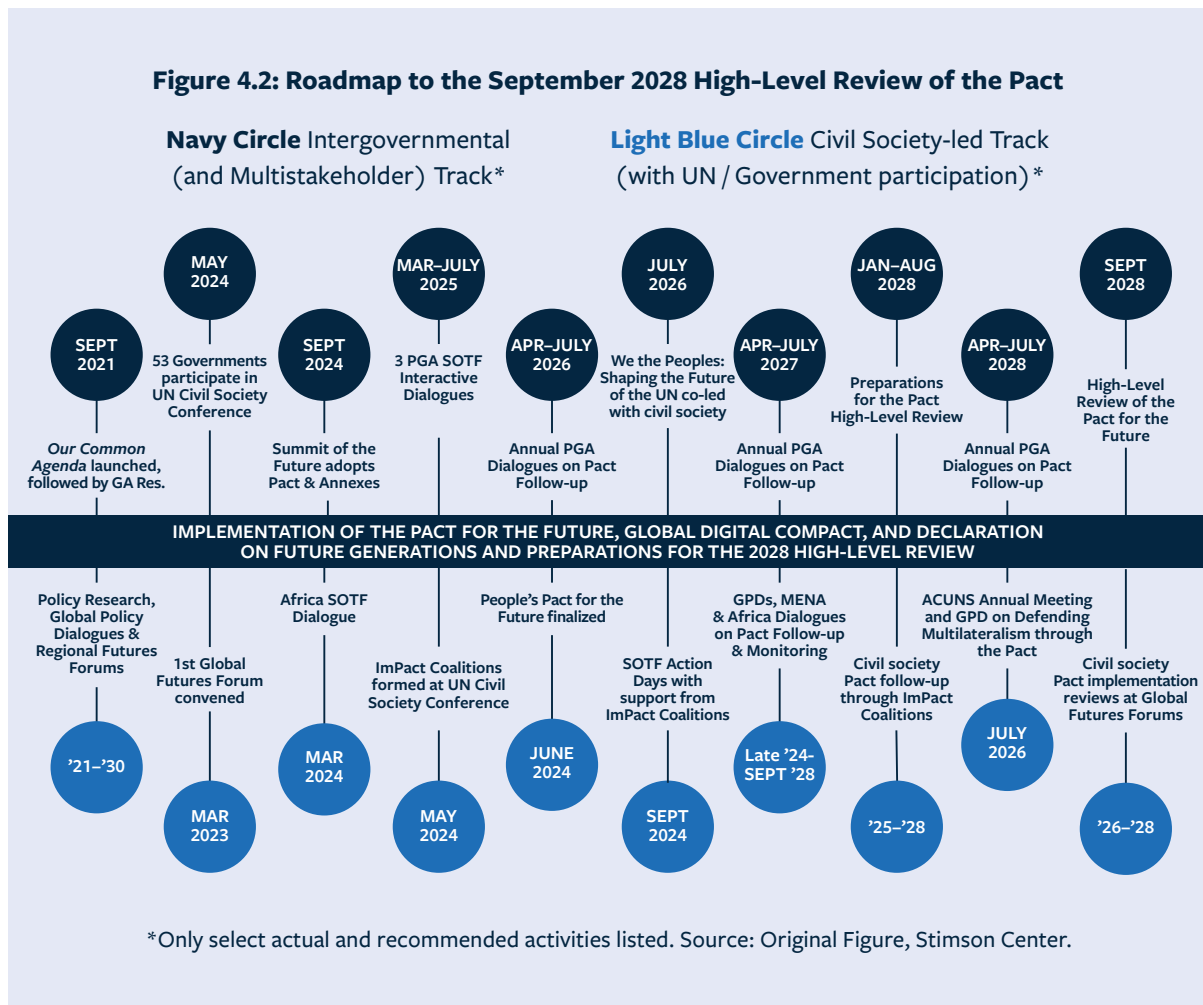 Figure 4.2: Roadmap to the September 2028 High-Level Review of the Pact
Navy Circle Intergovernmental
(and Multistakeholder) Track*
Light Blue Circle Civil Society-led Track
(with UN / Government participation)*
SEPT
2021
Our Common
Agenda launched,
followed by GA Res.
MAY
2024
53 Governments
participate in
UN Civil Society
Conference
SEPT
2024
Summit of the
Future adopts
Pact & Annexes
MAR–JULY
2025
3 PGA SOTF
Interactive
Dialogues
APR–JULY
2026
Annual PGA
Dialogues on Pact
Follow-up
JULY
2026
We the Peoples:
Shaping the Future
of the UN co-led
with civil society
APR–JULY
2027
Annual PGA
Dialogues on Pact
Follow-up
JAN–AUG
2028
Preparations
for the Pact
High-Level Review
APR–JULY
2028
Annual PGA
Dialogues on Pact
Follow-up
SEPT
2028
High-Level
Review of the
Pact for the
Future
IMPLEMENTATION OF THE PACT FOR THE FUTURE, GLOBAL DIGITAL COMPACT, AND DECLARATION
ON FUTURE GENERATIONS AND PREPARATIONS FOR THE 2028 HIGH-LEVEL REVIEW
Policy Research,
Global Policy
Dialogues &
Regional Futures
Forums
’21–’30
1st Global
Futures Forum
convened
MAR
2023
Africa SOTF
Dialogue
MAR
2024
ImPact Coalitions
formed at UN Civil
Society Conference
MAY
2024
People’s Pact for the
Future finalized
JUNE
2024
SOTF Action
Days with
support from
ImPact Coalitions
SEPT
2024
GPDs, MENA
& Africa Dialogues
on Pact Follow-up
& Monitoring
Late ’24-
SEPT ’28
Civil society
Pact follow-up
through ImPact
Coalitions
’25–’28
ACUNS Annual Meeting
and GPD on Defending
Multilateralism through
the Pact
JULY
2026
Civil society
Pact implementation
reviews at Global
Futures Forums
’26–’28
*Only select actual and recommended activities listed. Source: Original Figure, Stimson Center.